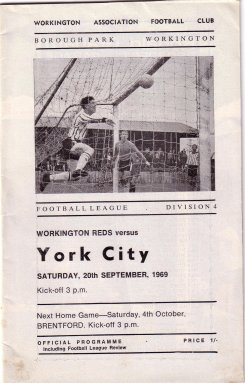 WORKINGTON ASSOCIATION FOOTBALL CLUB
BOROUGH PARK . WORKINGTON
FOOTBALL LEAGUE . DIVISION 4
WORKINGTON REDS versus
York City
SATURDAY, 20th SEPTEMBER, 1969
Kick-off 3 p.m.
Next Home Game—Saturday, 4th October,
BRENTFORD. Kick-off 3 p.m.
OFFICIAL PROGRAMME PRICE 1/-
Including Football League Review